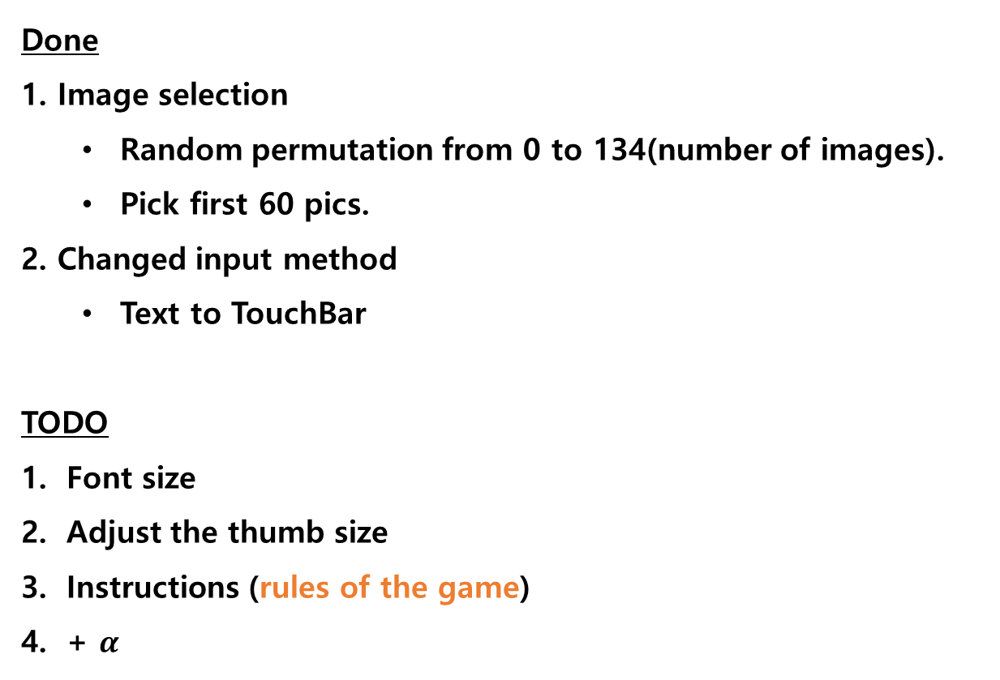 Done
1. Image selection
• Random permutation from 0 to 134(number of images).
• Pick first 60 pics.
2. Changed input method
• Text to TouchBar
TODO
1. Font size
2. Adjust the thumb size
3. Instructions (rules of the game)
4. + α